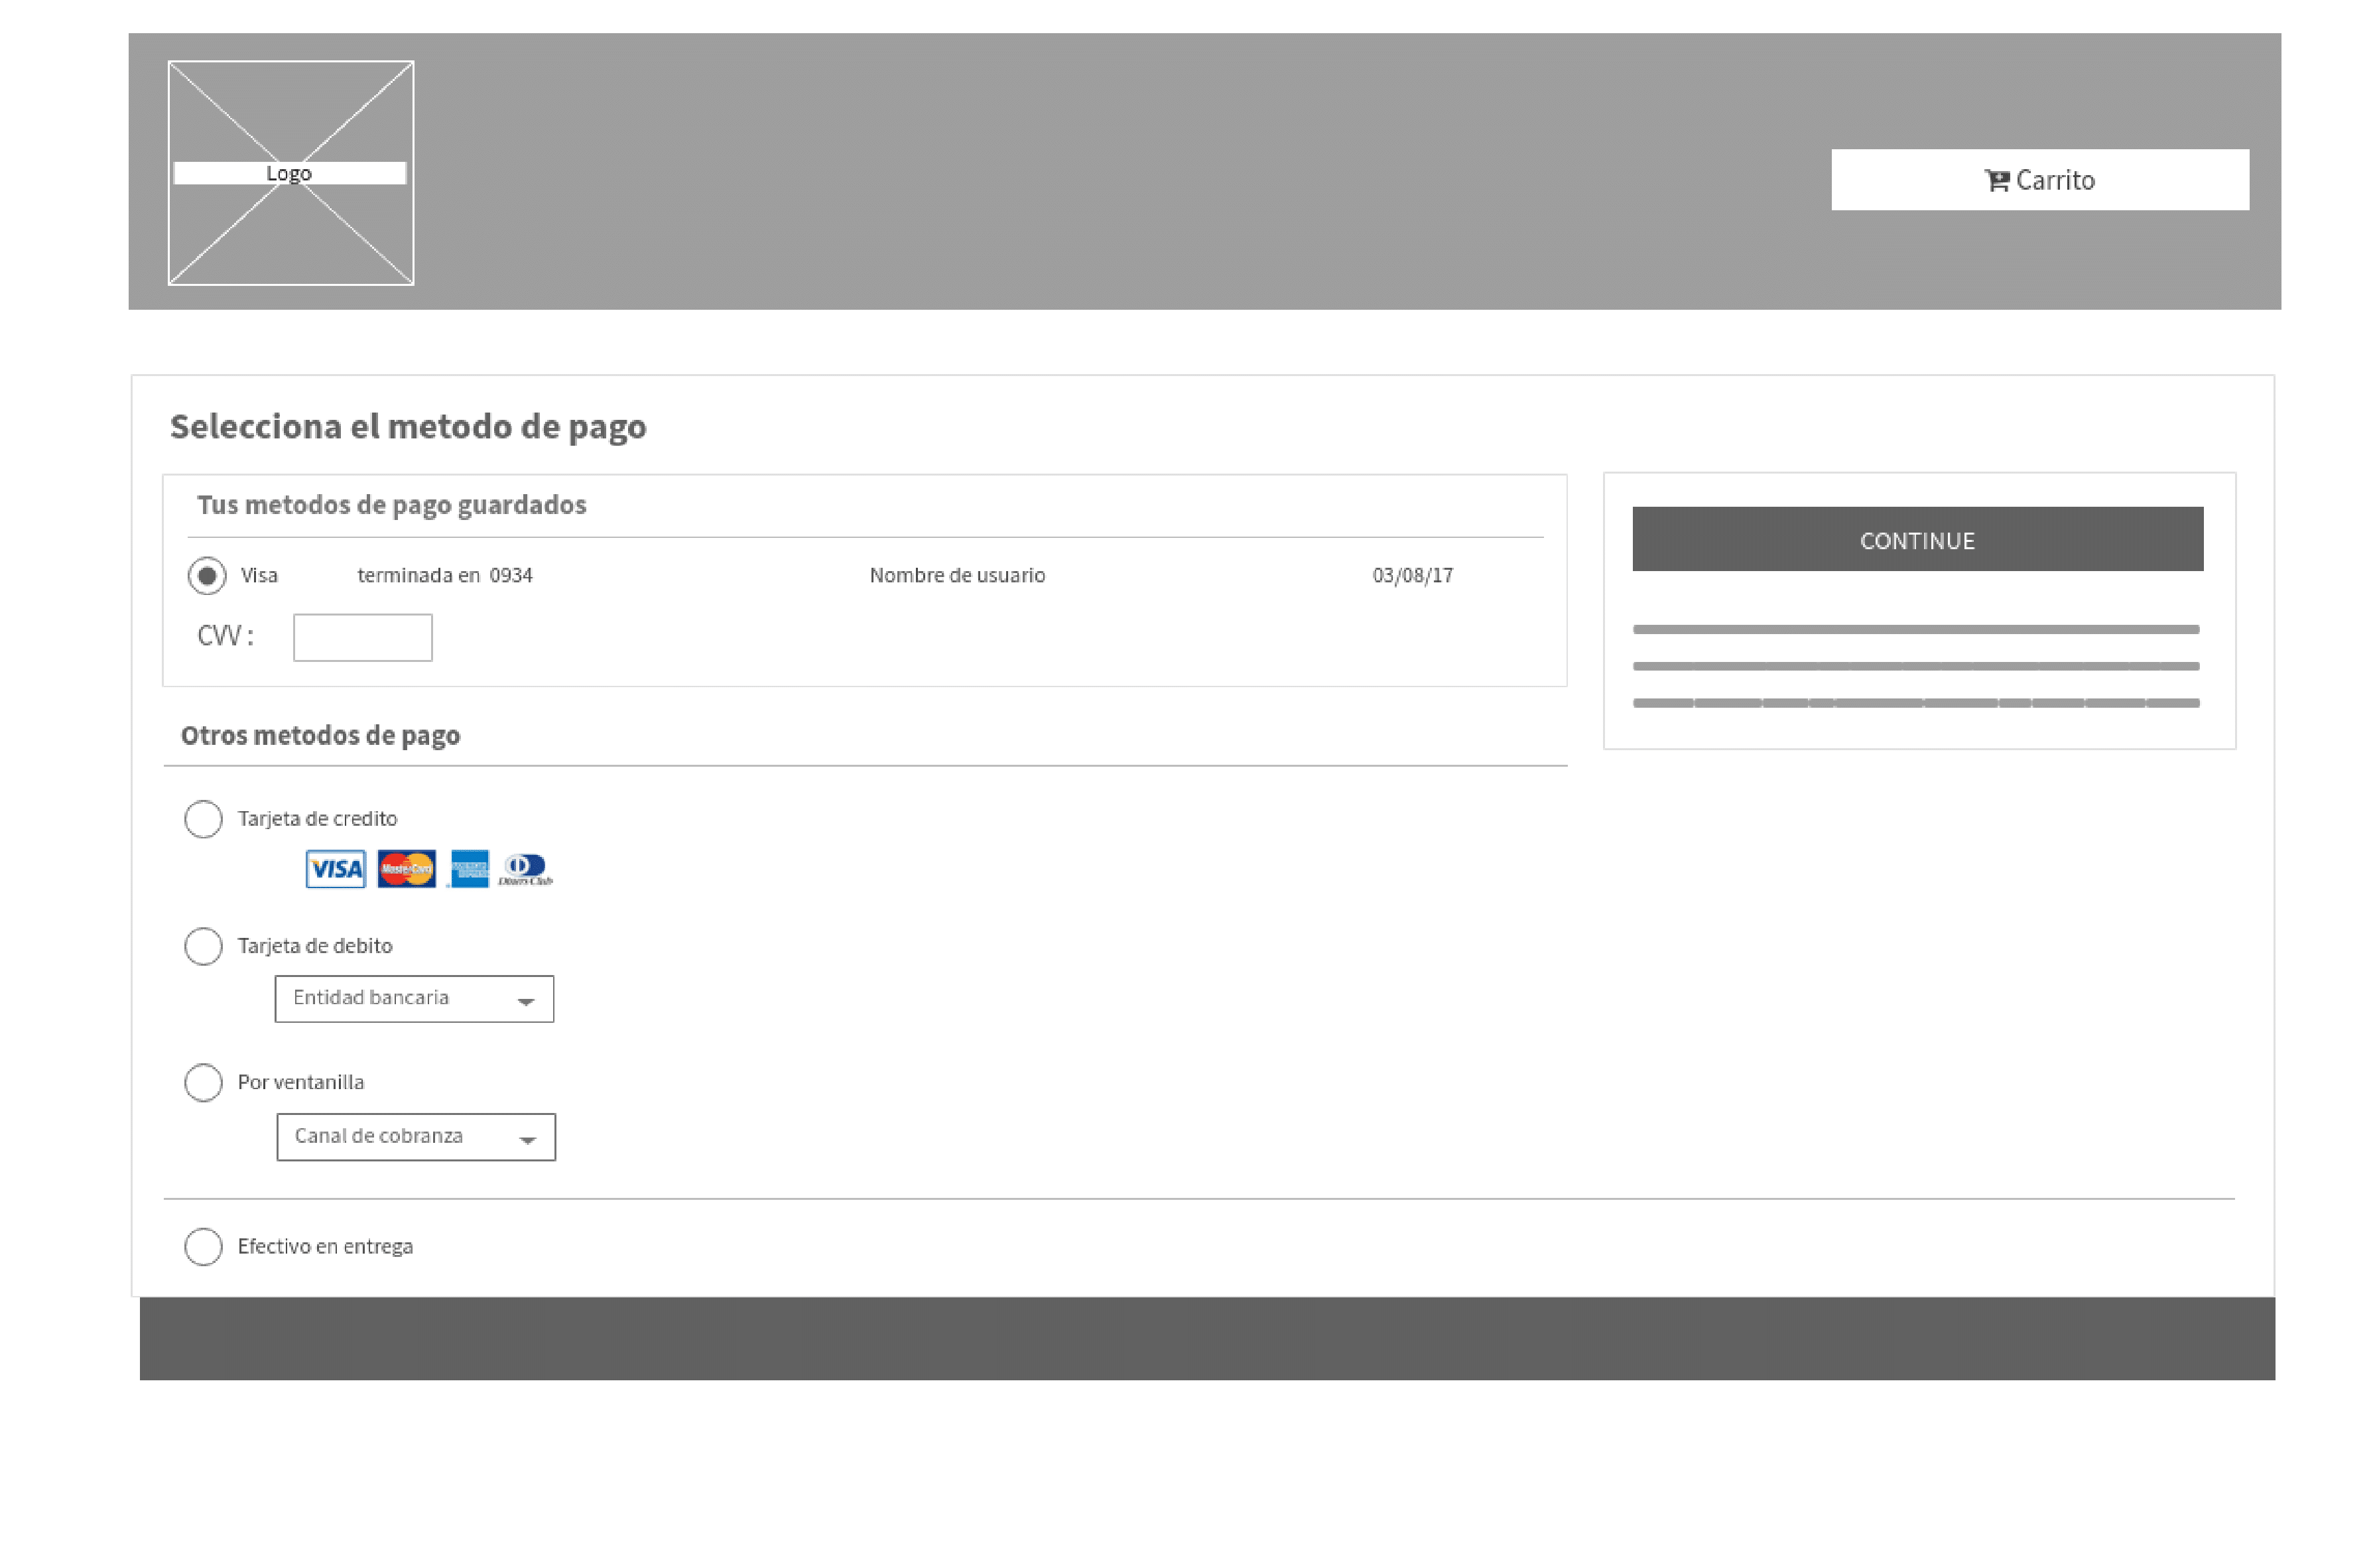 Logo
Carrito
Selecciona el metodo de pago
Tus metodos de pago guardados
CONTINUE
Visa terminada en 0934 Nombre de usuario 03/08/17
CVV :
Otros metodos de pago
Tarjeta de credito
VISA MasterCard AMERICAN EXPRESS Diners Club
Tarjeta de debito
Entidad bancaria
Por ventanilla
Canal de cobranza
Efectivo en entrega